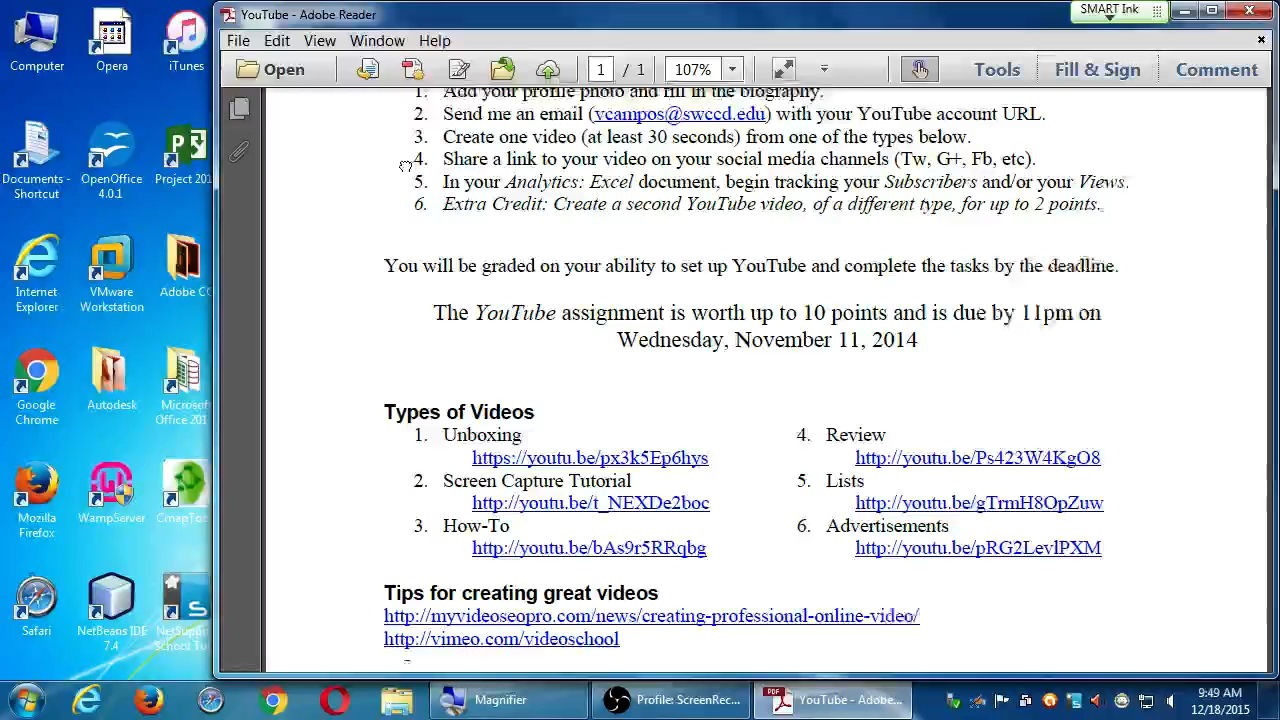 YouTube - Adobe Reader
SMART Ink
File Edit View Window Help
Open 1 / 1 107% Tools Fill & Sign Comment
Computer
Opera
iTunes
Documents - Shortcut
OpenOffice 4.0.1
Project 201
Internet Explorer
VMware Workstation
Adobe CC
Google Chrome
Autodesk
Microsof Office 201
Mozilla Firefox
WampServer
CmapToo
Safari
NetBeans IDE 7.4
NetSuppo School Tu
1. Add your profile photo and fill in the biography.
2. Send me an email (vcampos@swccd.edu) with your YouTube account URL.
3. Create one video (at least 30 seconds) from one of the types below.
4. Share a link to your video on your social media channels (Tw, G+, Fb, etc).
5. In your Analytics: Excel document, begin tracking your Subscribers and/or your Views.
6. Extra Credit: Create a second YouTube video, of a different type, for up to 2 points.
You will be graded on your ability to set up YouTube and complete the tasks by the deadline.
The YouTube assignment is worth up to 10 points and is due by 11pm on
Wednesday, November 11, 2014
Types of Videos
1. Unboxing
https://youtu.be/px3k5Ep6hys
2. Screen Capture Tutorial
http://youtu.be/t_NEXDe2boc
3. How-To
http://youtu.be/bAs9r5RRqbg
4. Review
http://youtu.be/Ps423W4KgO8
5. Lists
http://youtu.be/gTrmH8OpZuw
6. Advertisements
http://youtu.be/pRG2LevlPXM
Tips for creating great videos
http://myvideoseopro.com/news/creating-professional-online-video/
http://vimeo.com/videoschool
Magnifier
Profile: ScreenRec...
PDF
YouTube - Adobe...
9:49 AM
12/18/2015